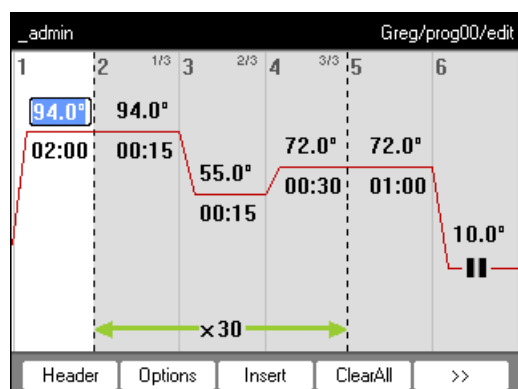 _admin Greg/prog00/edit
1 2 1/3 3 2/3 4 3/3 5 6
94.0° 94.0°
02:00 00:15
72.0° 72.0°
55.0°
00:30 01:00
00:15
10.0°
×30
Header Options Insert ClearAll >>